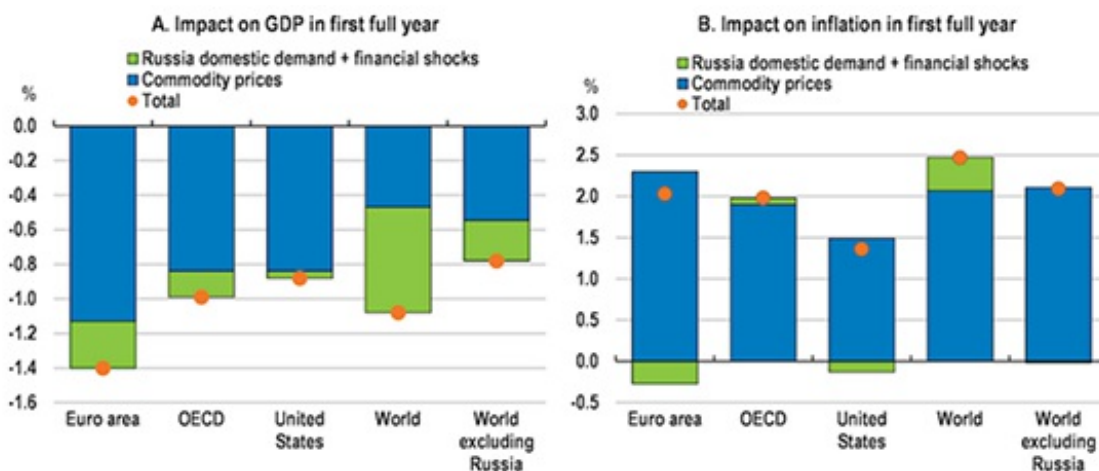 A. Impact on GDP in first full year
Russia domestic demand + financial shocks
Commodity prices
Total
%
0.0
-0.2
-0.4
-0.6
-0.8
-1.0
-1.2
-1.4
-1.6
Euro area
OECD
United
States
World
World
excluding
Russia
B. Impact on inflation in first full year
Russia domestic demand + financial shocks
Commodity prices
Total
%
3.0
2.5
2.0
1.5
1.0
0.5
0.0
-0.5
Euro area
OECD
United
States
World
World
excluding
Russia